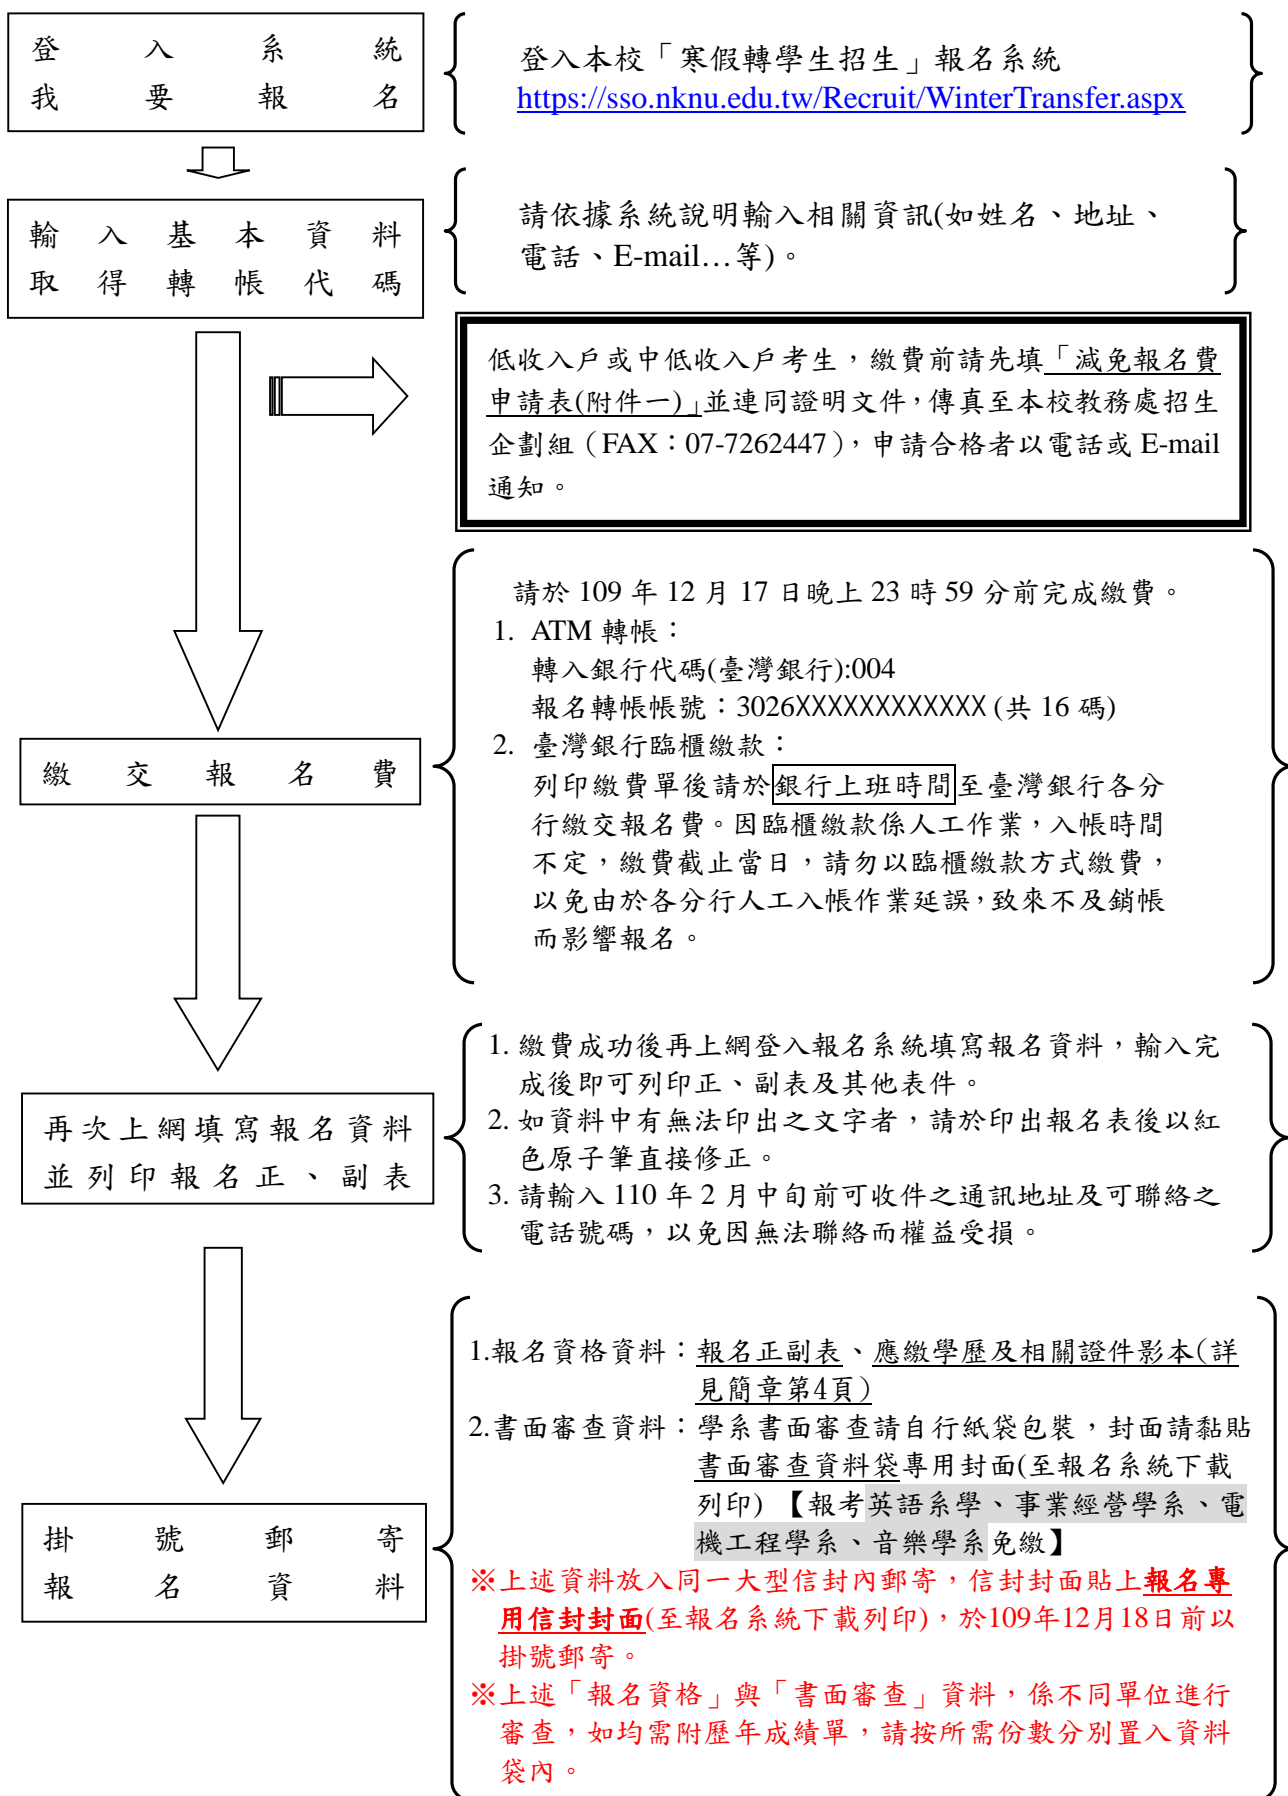 登入系統
我要報名
登入本校「寒假轉學生招生」報名系統
https://sso.nknu.edu.tw/Recruit/WinterTransfer.aspx
輸入基本資料
取得轉帳代碼
請依據系統說明輸入相關資訊(如姓名、地址、
電話、E-mail…等)。
低收入戶或中低收入戶考生，繳費前請先填「減免報名費
申請表(附件一)」並連同證明文件，傳真至本校教務處招生
企劃組（FAX：07-7262447），申請合格者以電話或 E-mail
通知。
請於 109 年 12 月 17 日晚上 23 時 59 分前完成繳費。
1. ATM 轉帳：
轉入銀行代碼(臺灣銀行):004
報名轉帳帳號：3026XXXXXXXXXXXX (共 16 碼)
2. 臺灣銀行臨櫃繳款：
列印繳費單後請於銀行上班時間至臺灣銀行各分
行繳交報名費。因臨櫃繳款係人工作業，入帳時間
不定，繳費截止當日，請勿以臨櫃繳款方式繳費，
以免由於各分行人工入帳作業延誤，致來不及銷帳
而影響報名。
繳交報名費
1. 繳費成功後再上網登入報名系統填寫報名資料，輸入完
成後即可列印正、副表及其他表件。
2. 如資料中有無法印出之文字者，請於印出報名表後以紅
色原子筆直接修正。
3. 請輸入 110 年 2 月中旬前可收件之通訊地址及可聯絡之
電話號碼，以免因無法聯絡而權益受損。
再次上網填寫報名資料
並列印報名正、副表
1.報名資格資料：報名正副表、應繳學歷及相關證件影本(詳
見簡章第4頁)
2.書面審查資料：學系書面審查請自行紙袋包裝，封面請黏貼
書面審查資料袋專用封面(至報名系統下載
列印) 【報考英語系學、事業經營學系、電
機工程學系、音樂學系免繳】
※上述資料放入同一大型信封內郵寄，信封封面貼上報名專
用信封封面(至報名系統下載列印)，於109年12月18日前以
掛號郵寄。
※上述「報名資格」與「書面審查」資料，係不同單位進行
審查，如均需附歷年成績單，請按所需份數分別置入資料
袋內。
掛號郵寄
報名資料